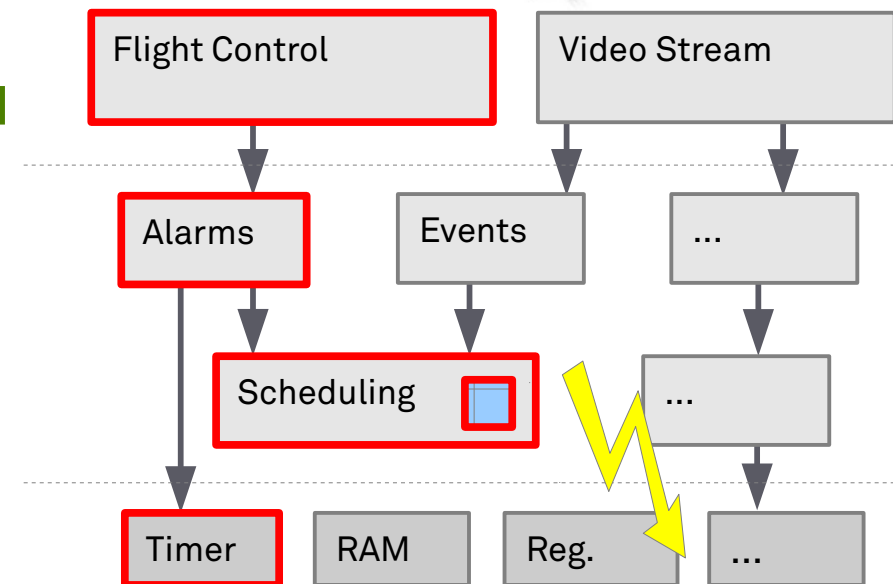 Flight Control
Video Stream
Alarms
Events
...
Scheduling
...
Timer
RAM
Reg.
...